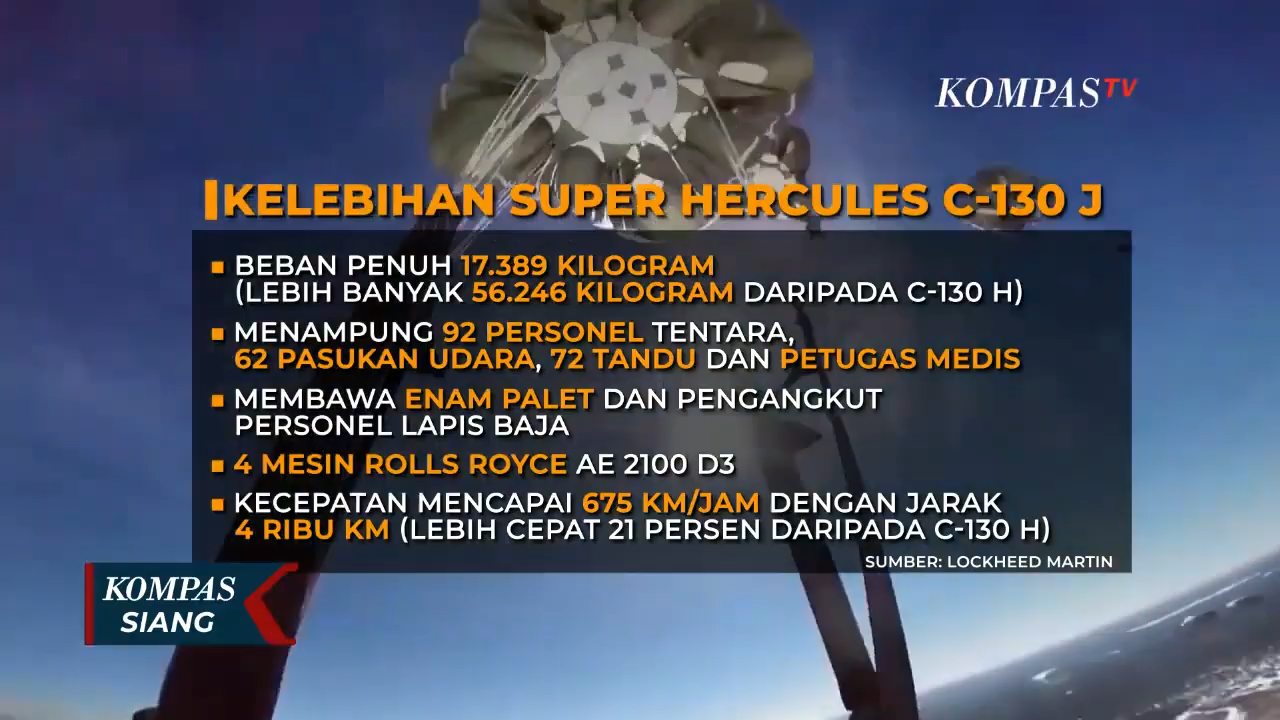 KOMPASTV
KELEBIHAN SUPER HERCULES C-130 J
BEBAN PENUH 17.389 KILOGRAM
(LEBIH BANYAK 56.246 KILOGRAM DARIPADA C-130 H)
MENAMPUNG 92 PERSONEL TENTARA,
62 PASUKAN UDARA, 72 TANDU DAN PETUGAS MEDIS
MEMBAWA ENAM PALET DAN PENGANGKUT
PERSONEL LAPIS BAJA
4 MESIN ROLLS ROYCE AE 2100 D3
KECEPATAN MENCAPAI 675 KM/JAM DENGAN JARAK
4 RIBU KM (LEBIH CEPAT 21 PERSEN DARIPADA C-130 H)
SUMBER: LOCKHEED MARTIN
KOMPAS
SIANG